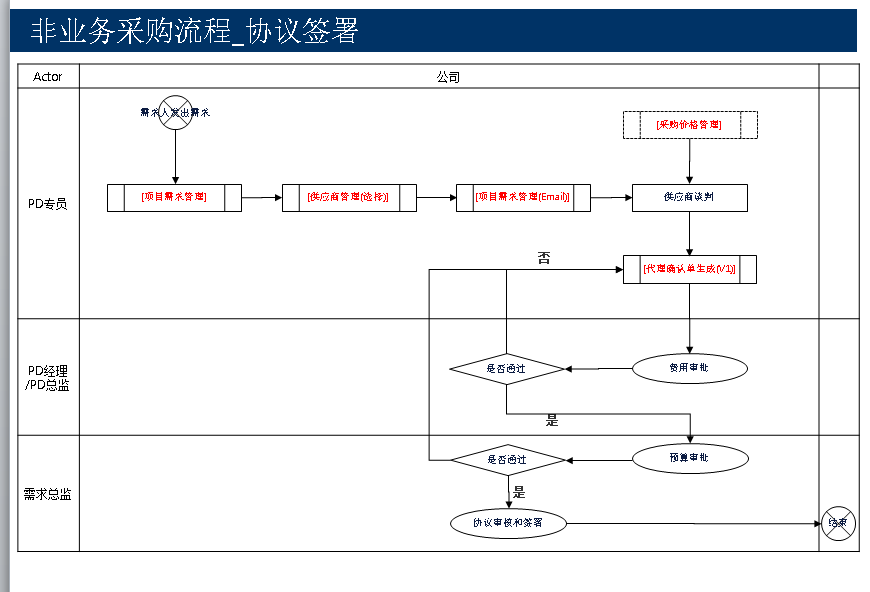 非业务采购流程_协议签署
Actor
公司
需求人发出需求
[采购价格管理]
PD专员
[项目需求管理]
[供应商管理(选择)]
[项目需求管理(Email)]
供应商谈判
否
[代理确认单生成(V1)]
PD经理
/PD总监
是否通过
费用审批
是
需求总监
是否通过
预算审批
是
协议审核和签署
结束